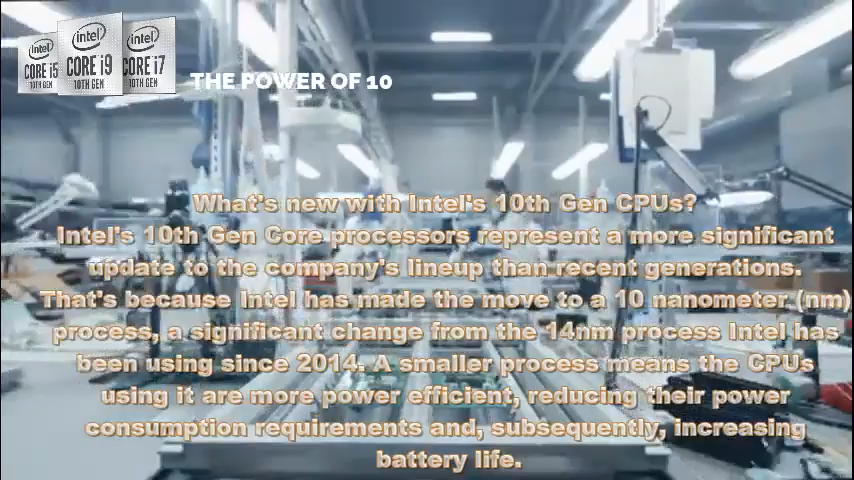 intel
CORE i5
10TH GEN
intel
CORE i9
10TH GEN
intel
CORE i7
10TH GEN
THE POWER OF 10
What's new with Intel's 10th Gen CPUs?
Intel's 10th Gen Core processors represent a more significant
update to the company's lineup than recent generations.
That's because Intel has made the move to a 10 nanometer (nm)
process, a significant change from the 14nm process Intel has
been using since 2014. A smaller process means the CPUs
using it are more power efficient, reducing their power
consumption requirements and, subsequently, increasing
battery life.